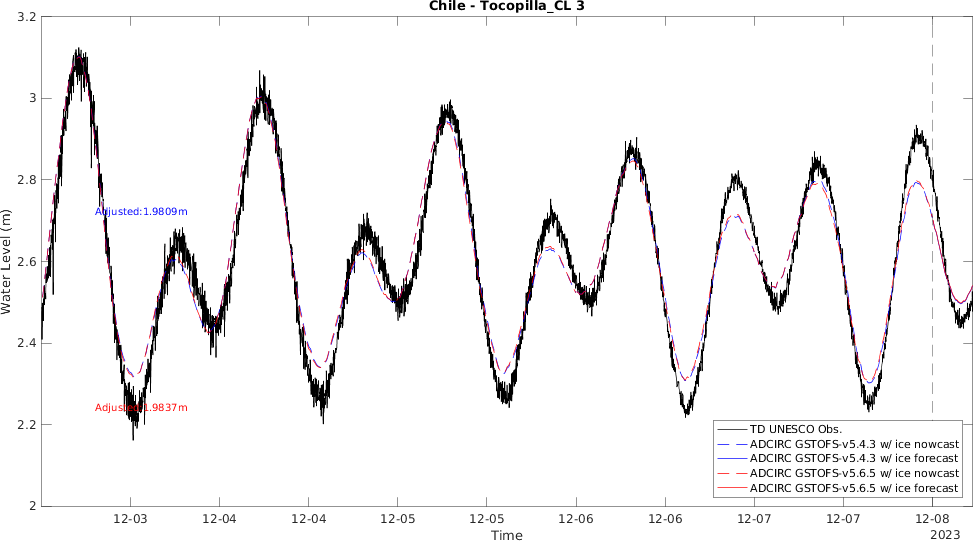 Chile - Tocopilla_CL 3
3.2
3
2.8
2.6
2.4
2.2
2
Water Level (m)
Adjusted:1.9809m
Adjusted:1.9837m
TD UNESCO Obs.
ADCIRC GSTOFS-v5.4.3 w/ ice nowcast
ADCIRC GSTOFS-v5.4.3 w/ ice forecast
ADCIRC GSTOFS-v5.6.5 w/ ice nowcast
ADCIRC GSTOFS-v5.6.5 w/ ice forecast
12-03 12-04 12-04 12-05 12-05 12-06 12-06 12-07 12-07 12-08
2023
Time